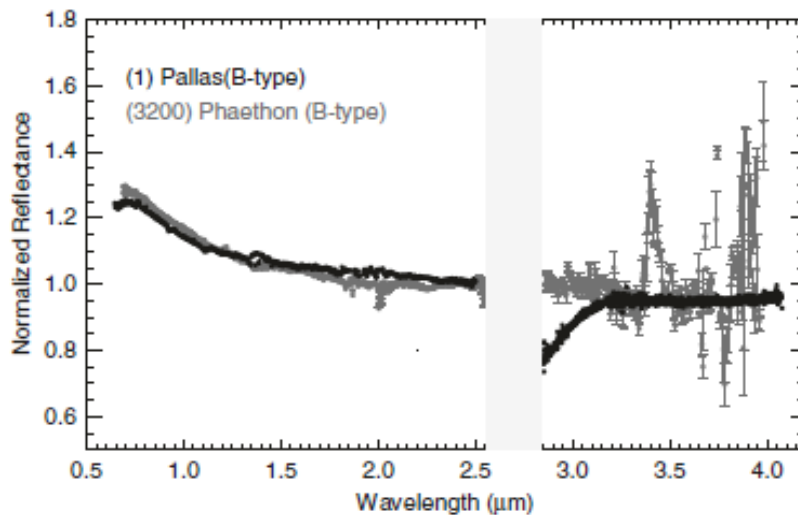 1.8
(1) Pallas(B-type)
(3200) Phaethon (B-type)
1.6
1.4
1.2
1.0
0.8
0.6
Normalized Reflectance
0.5 1.0 1.5 2.0 2.5 3.0 3.5 4.0
Wavelength (μm)